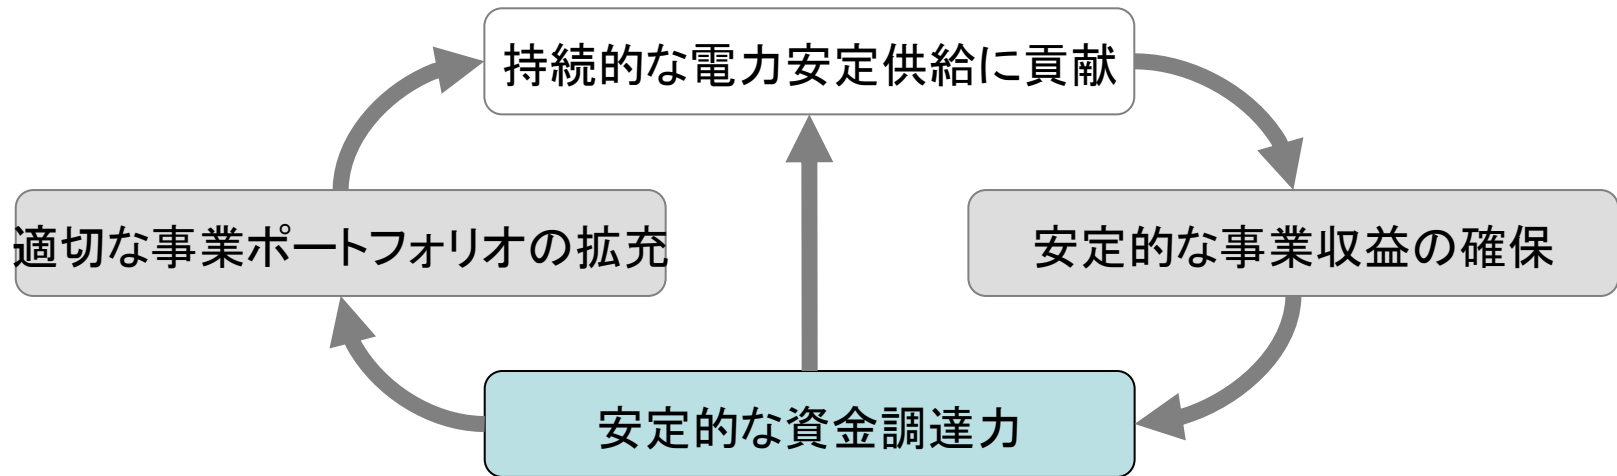 持続的な電力安定供給に貢献
適切な事業ポートフォリオの拡充
安定的な事業収益の確保
安定的な資金調達力